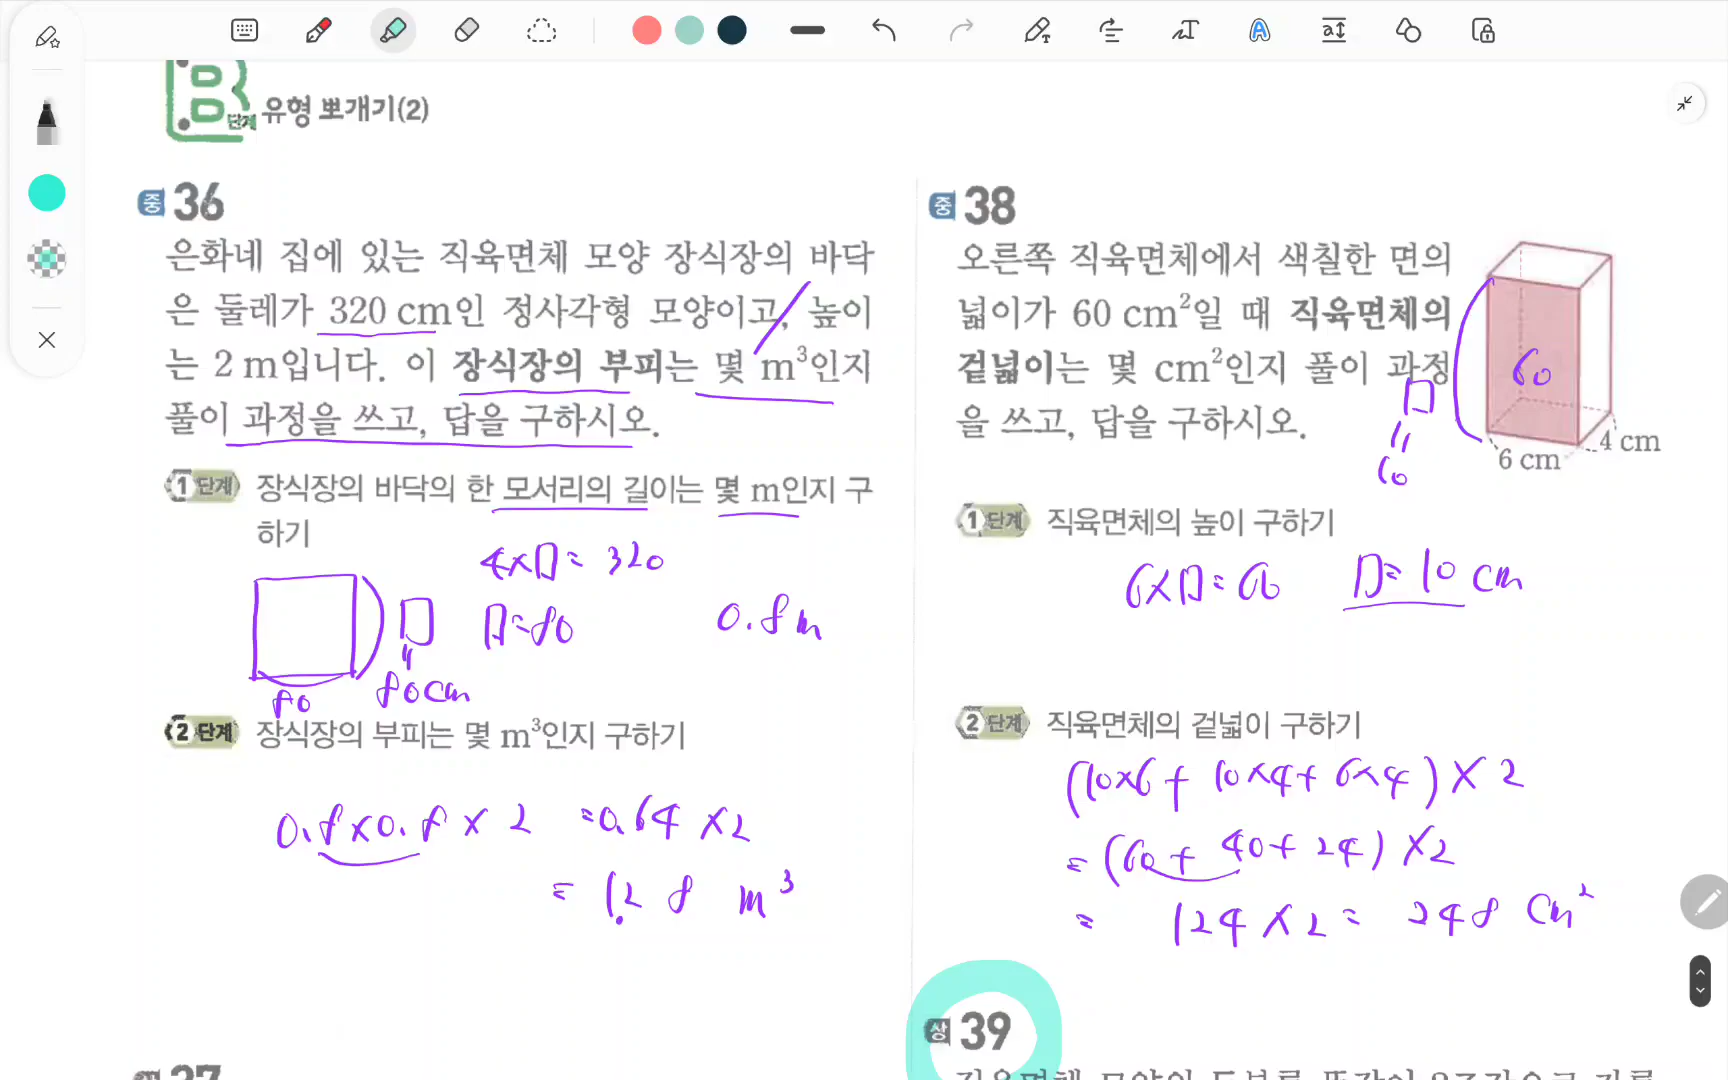 B단계 유형 뽀개기(2)
중 36
은화네 집에 있는 직육면체 모양 장식장의 바닥
은 둘레가 320 cm인 정사각형 모양이고, 높이
는 2 m입니다. 이 장식장의 부피는 몇 m³인지
풀이 과정을 쓰고, 답을 구하시오.
1단계 장식장의 바닥의 한 모서리의 길이는 몇 m인지 구
하기
4×□= 320
□=80
0.8m
80
80cm
2단계 장식장의 부피는 몇 m³인지 구하기
0.8×0.8×2 =0.64×2
= 1.28 m³
중 38
오른쪽 직육면체에서 색칠한 면의
넓이가 60 cm²일 때 직육면체의
겉넓이는 몇 cm²인지 풀이 과정
을 쓰고, 답을 구하시오.
60
10
6 cm
4 cm
1단계 직육면체의 높이 구하기
6×□=60 □=10 cm
2단계 직육면체의 겉넓이 구하기
(10×6+10×4+6×4)×2
=(60+40+24)×2
= 124×2= 248 cm²
상 39